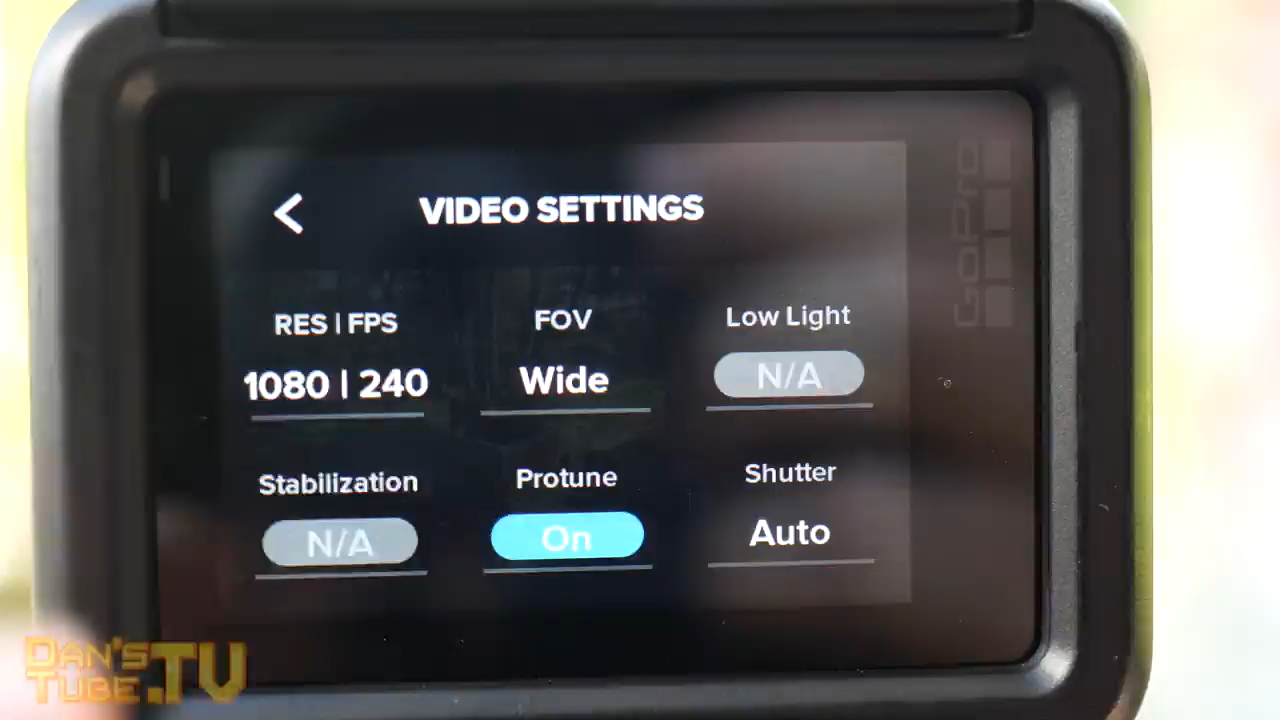 VIDEO SETTINGS
RES | FPS
1080 | 240
FOV
Wide
Low Light
N/A
Stabilization
N/A
Protune
On
Shutter
Auto
GoPro
DAN'S
TUBE.TV